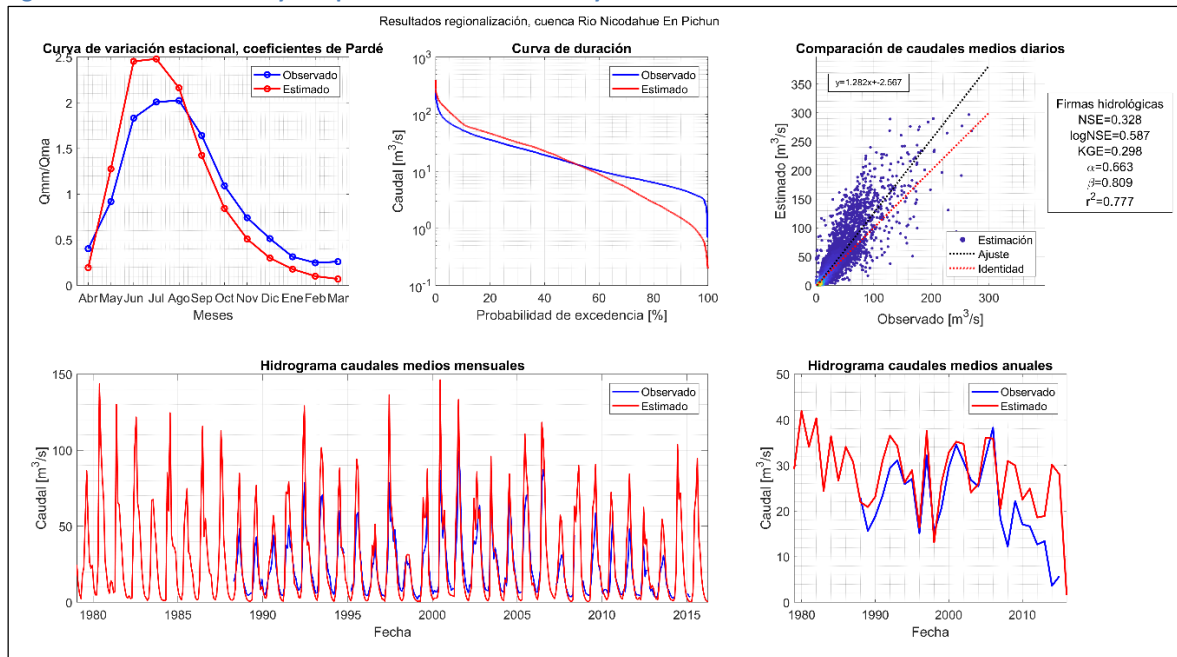 Resultados regionalización, cuenca Rio Nicodahue En Pichun
Curva de variación estacional, coeficientes de Pardé
2.5
2
1.5
1
0.5
0
Qmm/Qma
Observado
Estimado
Abr May Jun Jul Ago Sep Oct Nov Dic Ene Feb Mar
Meses
Curva de duración
10³
10²
10¹
10⁰
10⁻¹
Caudal [m³/s]
Observado
Estimado
0 20 40 60 80 100
Probabilidad de excedencia [%]
Comparación de caudales medios diarios
y=1.282x+-2.567
350
300
250
200
150
100
50
0
Estimado [m³/s]
Estimación
Ajuste
Identidad
0 100 200 300
Observado [m³/s]
Firmas hidrológicas
NSE=0.328
logNSE=0.587
KGE=0.298
α=0.663
β=0.809
r²=0.777
Hidrograma caudales medios mensuales
150
100
50
0
Caudal [m³/s]
Observado
Estimado
1980 1985 1990 1995 2000 2005 2010 2015
Fecha
Hidrograma caudales medios anuales
50
40
30
20
10
0
Caudal [m³/s]
Observado
Estimado
1980 1990 2000 2010
Fecha